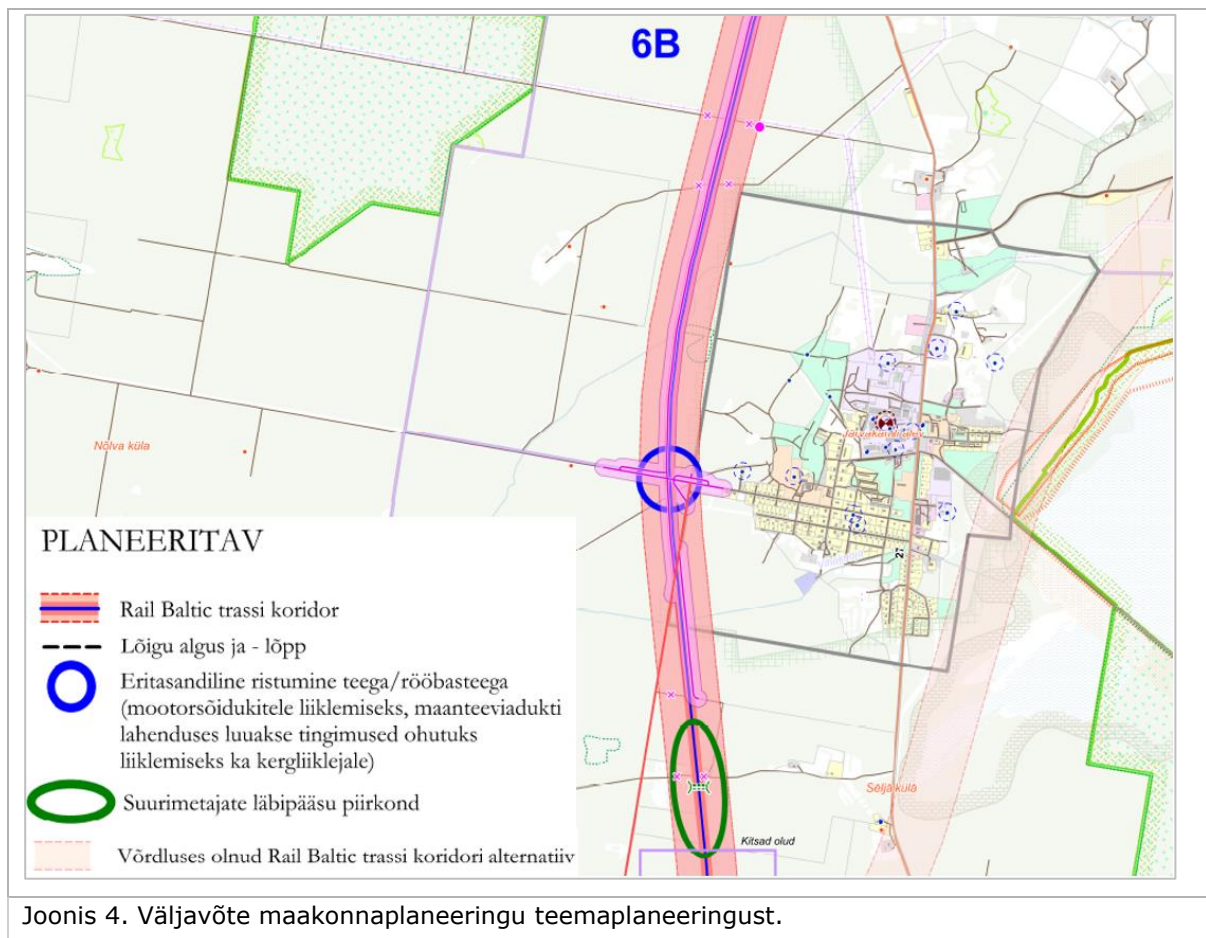 6B
Nõlva küla
Järvakandi alev
27
PLANEERITAV
Rail Baltic trassi koridor
Lõigu algus ja - lõpp
Eritasandiline ristumine teega/rööbasteega
(mootorsõidukitele liiklemiseks, maanteeviadukti
lahenduses luuakse tingimused ohutuks
liiklemiseks ka kergliiklejale)
Suurimetajate läbipääsu piirkond
Võrdluses olnud Rail Baltic trassi koridori alternatiiv
Selja küla
Kitsad olud
Joonis 4. Väljavõte maakonnaplaneeringu teemaplaneeringust.